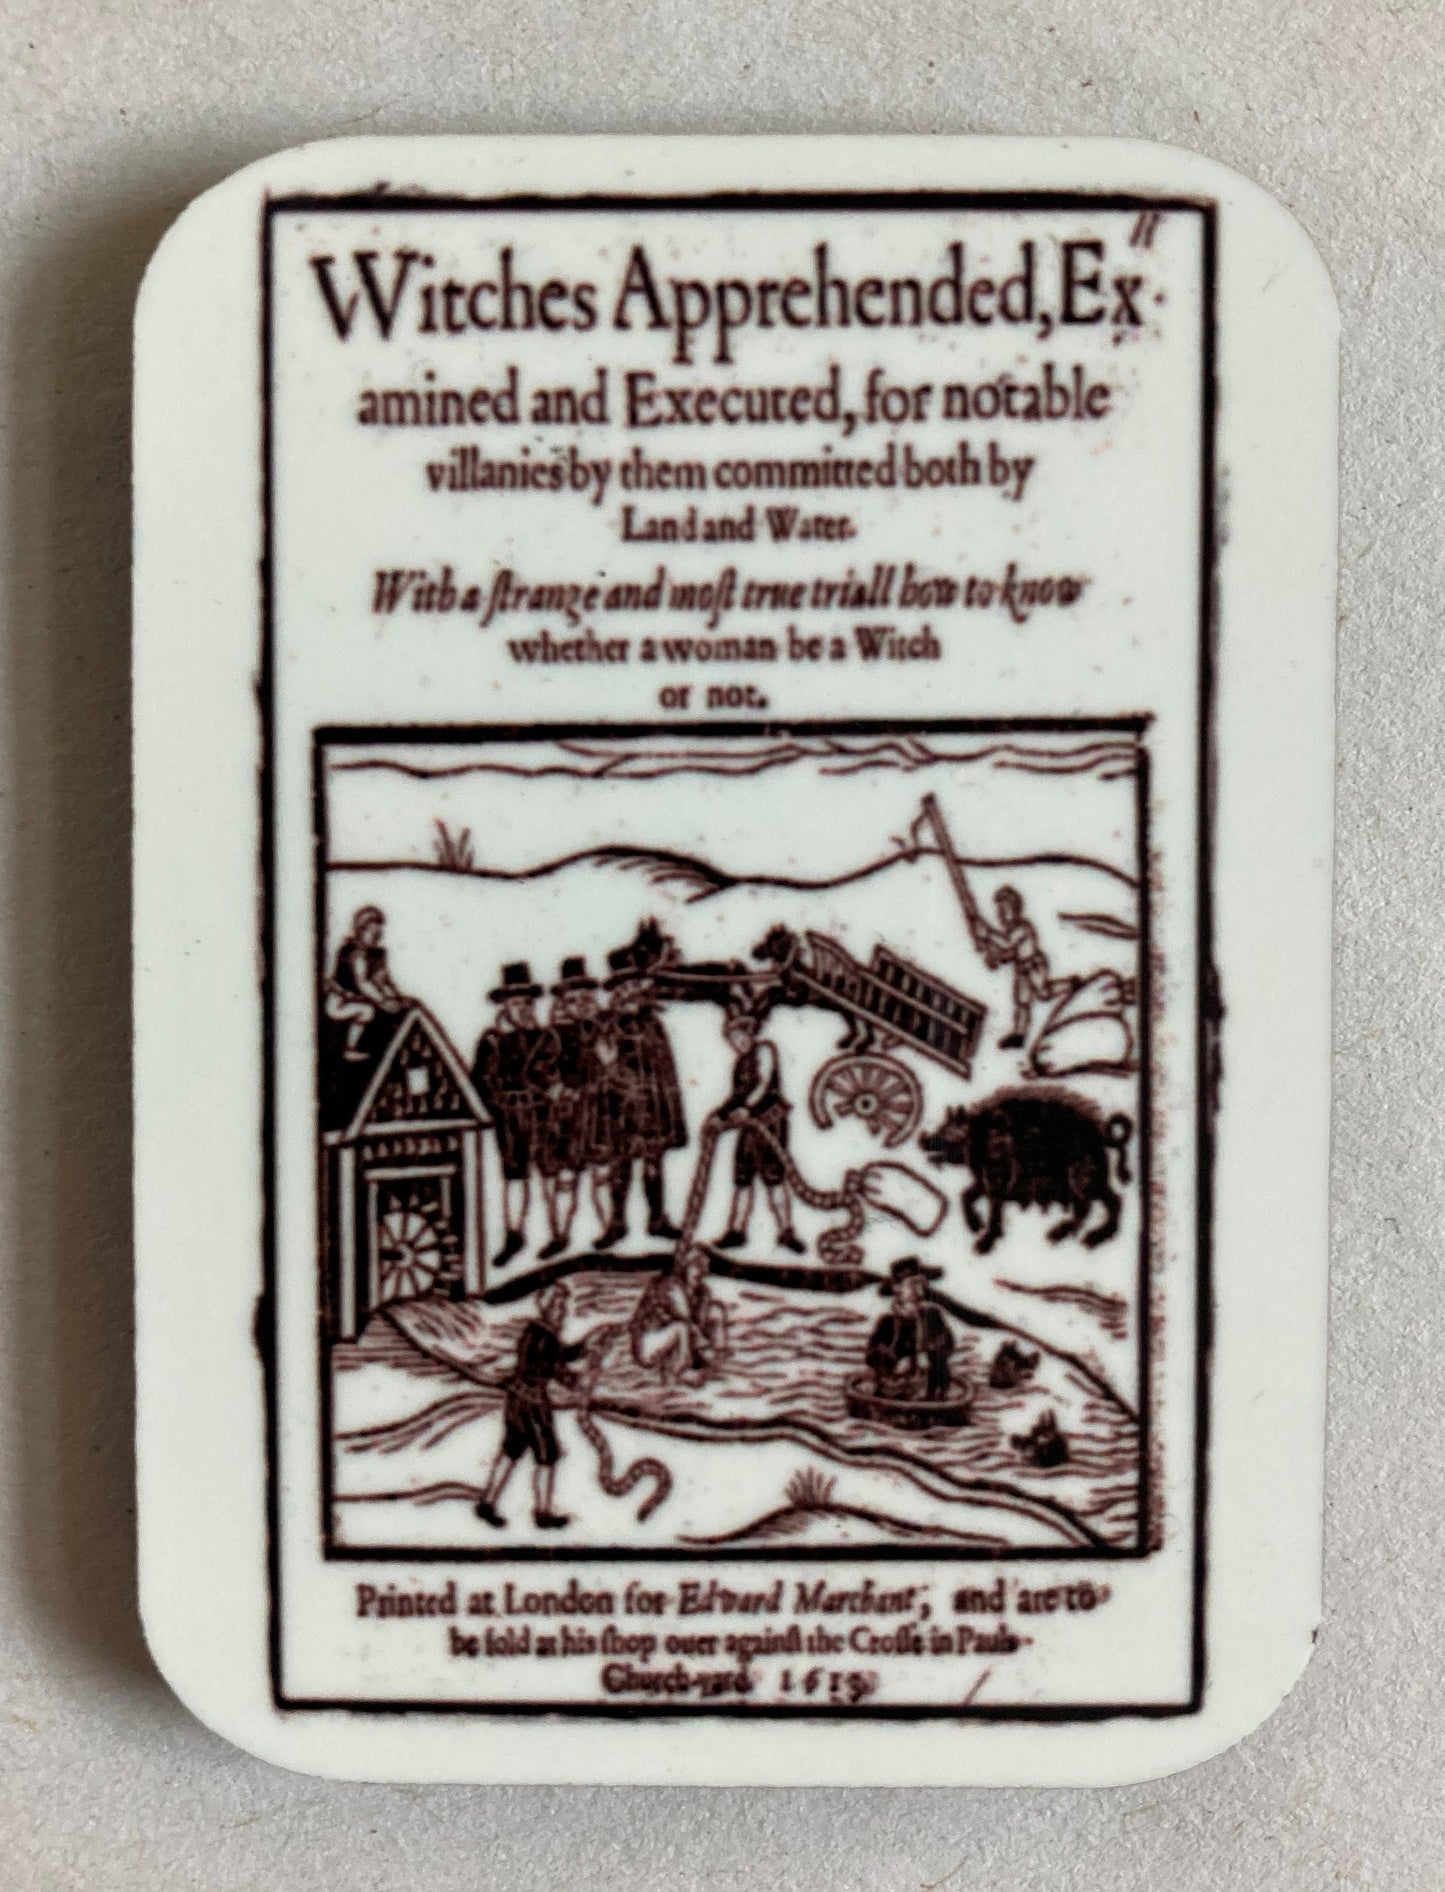 Witches Apprehended, Ex-
amined and Executed, for notable
villanies by them committed both by
Land and Water.
With a ſtrange and moſt true triall how to know
whether a woman be a Witch
or not.
Printed at London for Edward Marchant, and are to
be ſold at his ſhop ouer againſt the Croſſe in Pauls
Church-yard. 1613.